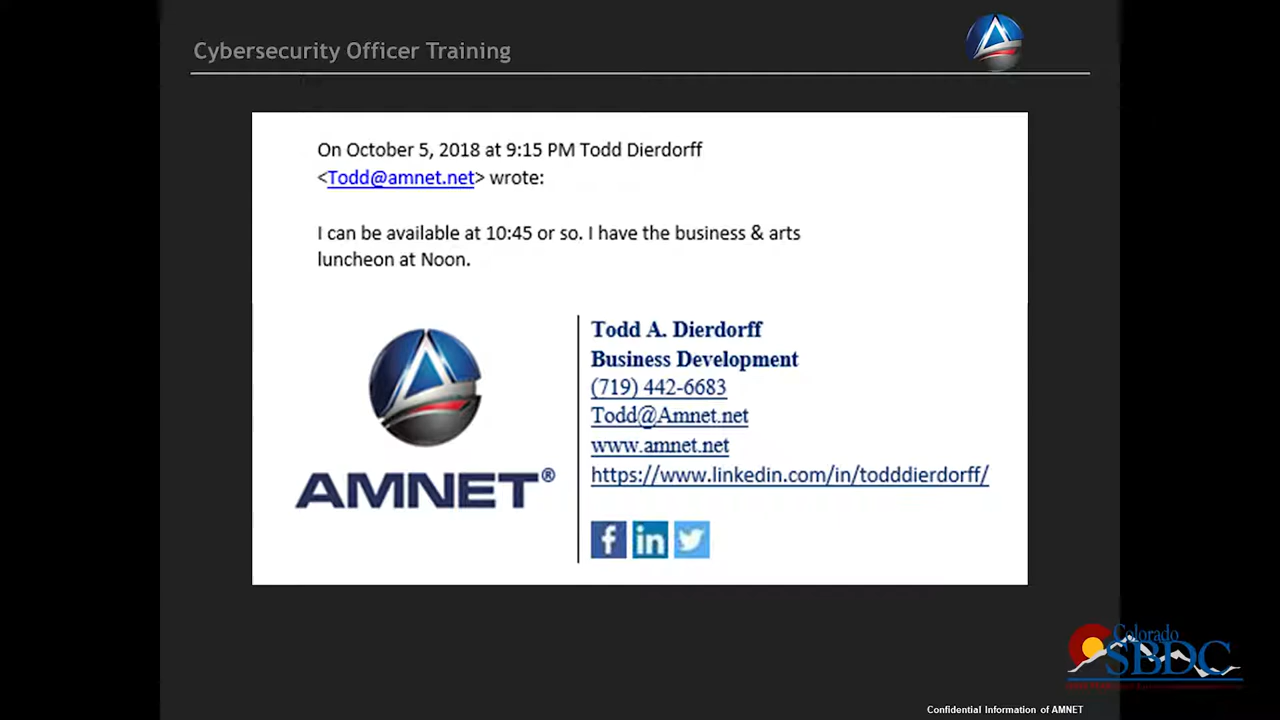 Cybersecurity Officer Training
On October 5, 2018 at 9:15 PM Todd Dierdorff
<Todd@amnet.net> wrote:
I can be available at 10:45 or so. I have the business & arts
luncheon at Noon.
AMNET®
Todd A. Dierdorff
Business Development
(719) 442-6683
Todd@Amnet.net
www.amnet.net
https://www.linkedin.com/in/todddierdorff/
f in
Colorado
SBDC
Confidential Information of AMNET